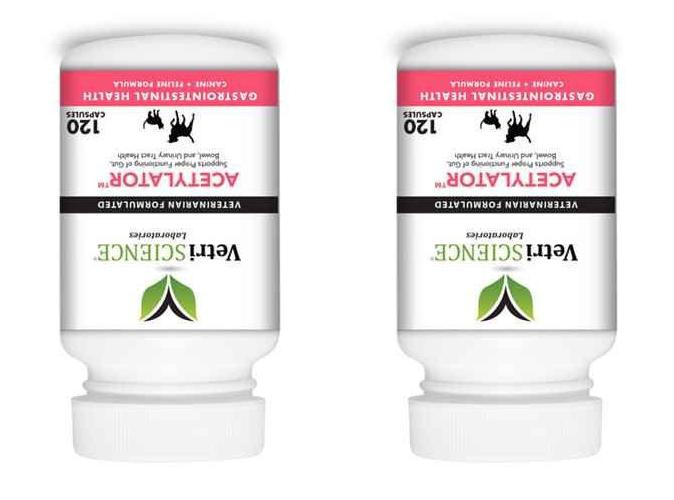 VetriSCIENCE®
Laboratories
VETERINARIAN FORMULATED
ACETYLATOR™
Supports Proper Functioning of Gut,
Bowel, and Urinary Tract Health
120
CAPSULES
GASTROINTESTINAL HEALTH
CANINE + FELINE FORMULA
VetriSCIENCE®
Laboratories
VETERINARIAN FORMULATED
ACETYLATOR™
Supports Proper Functioning of Gut,
Bowel, and Urinary Tract Health
120
CAPSULES
GASTROINTESTINAL HEALTH
CANINE + FELINE FORMULA